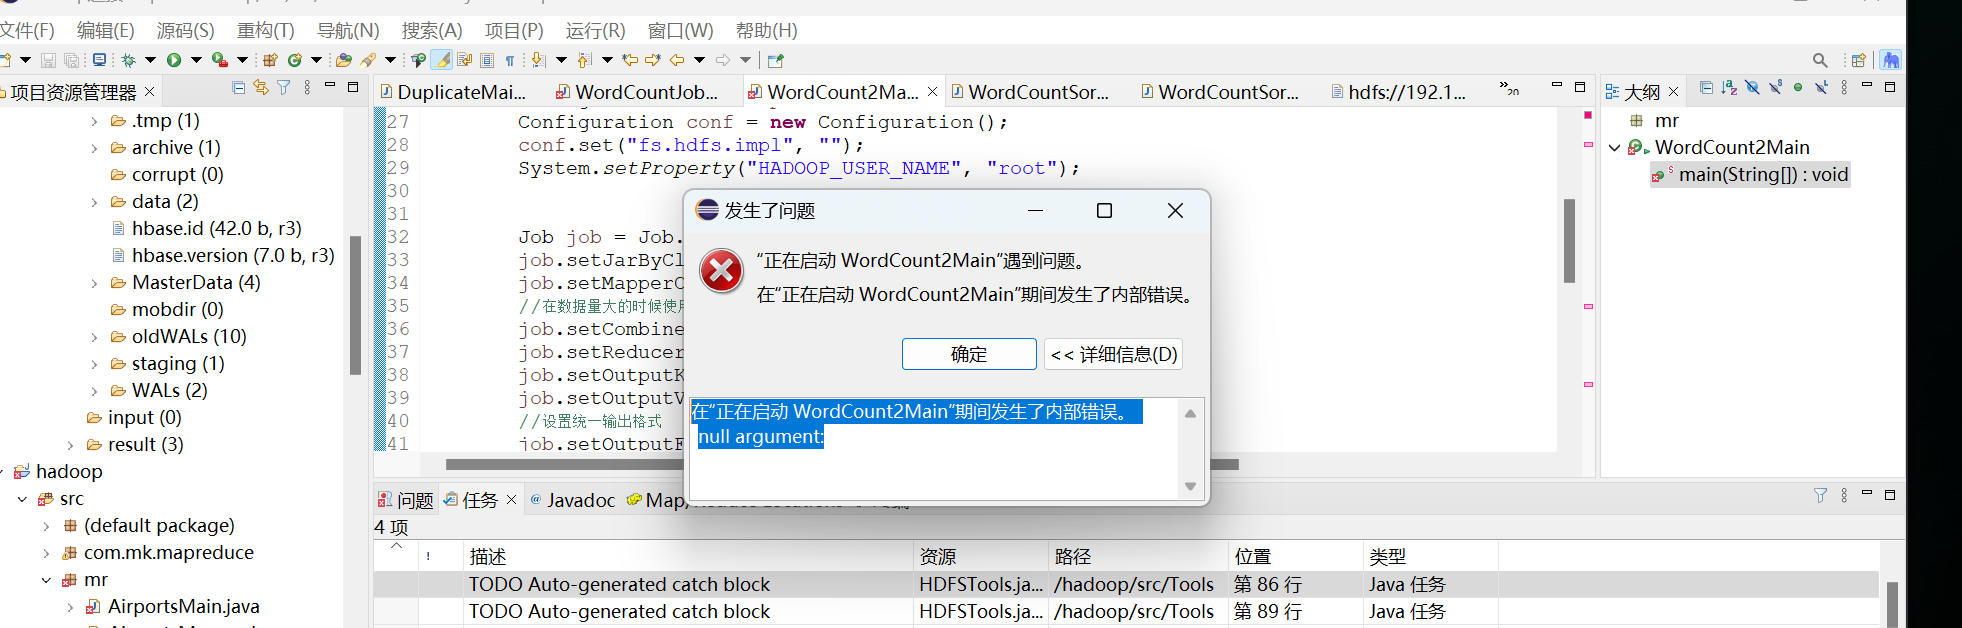 文件(F) 编辑(E) 源码(S) 重构(T) 导航(N) 搜索(A) 项目(P) 运行(R) 窗口(W) 帮助(H)
项目资源管理器
.tmp (1)
archive (1)
corrupt (0)
data (2)
hbase.id (42.0 b, r3)
hbase.version (7.0 b, r3)
MasterData (4)
mobdir (0)
oldWALs (10)
staging (1)
WALs (2)
input (0)
result (3)
hadoop
src
(default package)
com.mk.mapreduce
mr
AirportsMain.java
DuplicateMai... WordCountJob... WordCount2Ma... WordCountSor... WordCountSor... hdfs://192.1... »20
27 Configuration conf = new Configuration();
28 conf.set("fs.hdfs.impl", "");
29 System.setProperty("HADOOP_USER_NAME", "root");
30
31
32 Job job = Job.
33 job.setJarByCl
34 job.setMapperC
35 //在数据量大的时候使用
36 job.setCombine
37 job.setReducer
38 job.setOutputK
39 job.setOutputV
40 //设置统一输出格式
41 job.setOutputF
发生了问题
“正在启动 WordCount2Main”遇到问题。
在“正在启动 WordCount2Main”期间发生了内部错误。
确定 << 详细信息(D)
在“正在启动 WordCount2Main”期间发生了内部错误。
null argument:
大纲
mr
WordCount2Main
main(String[]) : void
问题 任务 @ Javadoc Map/
4 项
! 描述 资源 路径 位置 类型
TODO Auto-generated catch block HDFSTools.ja... /hadoop/src/Tools 第 86 行 Java 任务
TODO Auto-generated catch block HDFSTools.ja... /hadoop/src/Tools 第 89 行 Java 任务